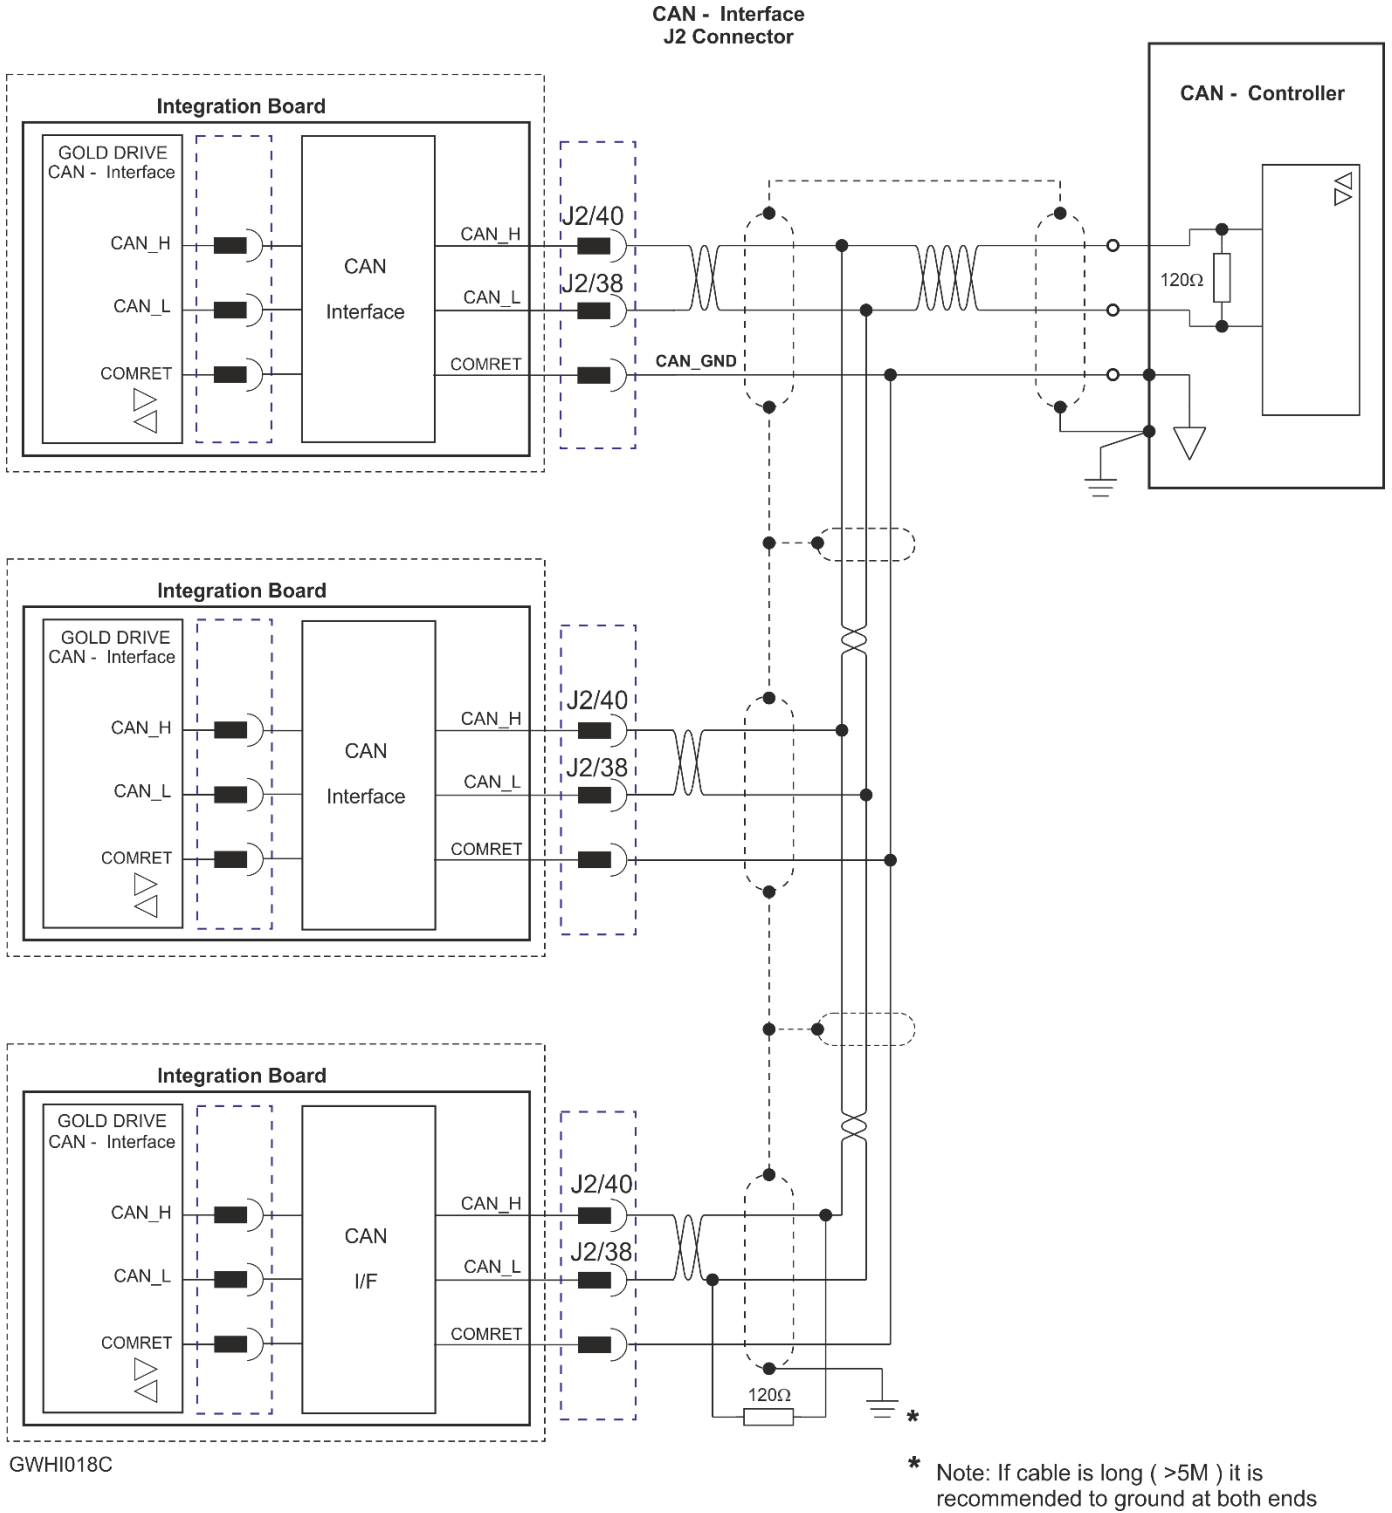 CAN - Interface
J2 Connector
CAN - Controller
120Ω
Integration Board
GOLD DRIVE
CAN - Interface
CAN_H
CAN_L
COMRET
CAN
Interface
CAN_H
CAN_L
COMRET
J2/40
J2/38
CAN_GND
Integration Board
GOLD DRIVE
CAN - Interface
CAN_H
CAN_L
COMRET
CAN
Interface
CAN_H
CAN_L
COMRET
J2/40
J2/38
Integration Board
GOLD DRIVE
CAN - Interface
CAN_H
CAN_L
COMRET
CAN
I/F
CAN_H
CAN_L
COMRET
J2/40
J2/38
120Ω
*
GWHI018C
* Note: If cable is long ( >5M ) it is
recommended to ground at both ends